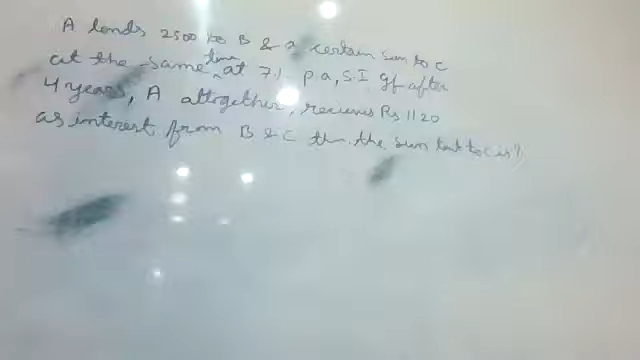 A lends 2500 to B & a certain sum to C
at the same time at 7% p.a, S.I If after
4 years, A altogether, receives Rs 1120
as interest from B & C the the sum lent to C is?